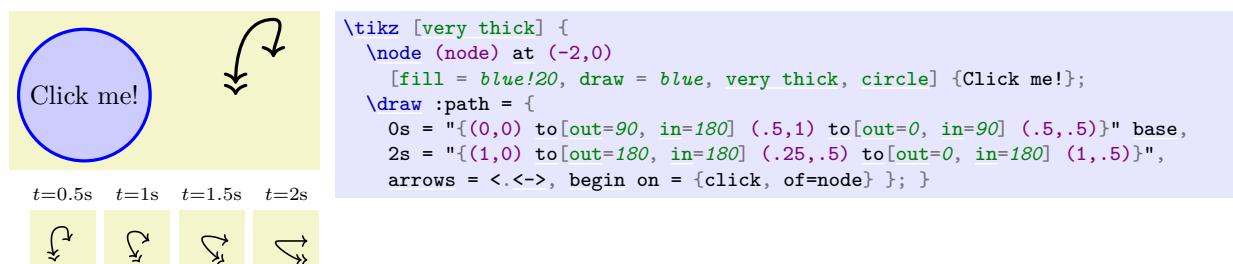 Click me!
t=0.5s t=1s t=1.5s t=2s
\tikz [very thick] {
  \node (node) at (-2,0)
    [fill = blue!20, draw = blue, very thick, circle] {Click me!};
  \draw :path = {
    0s = "{(0,0) to[out=90, in=180] (.5,1) to[out=0, in=90] (.5,.5)}" base,
    2s = "{(1,0) to[out=180, in=180] (.25,.5) to[out=0, in=180] (1,.5)}",
    arrows = <.<->, begin on = {click, of=node} }; }